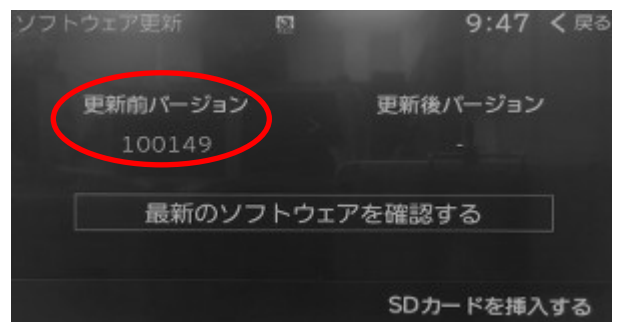 ソフトウェア更新 9:47 く戻る
更新前バージョン 更新後バージョン
100149 -
最新のソフトウェアを確認する
SDカードを挿入する